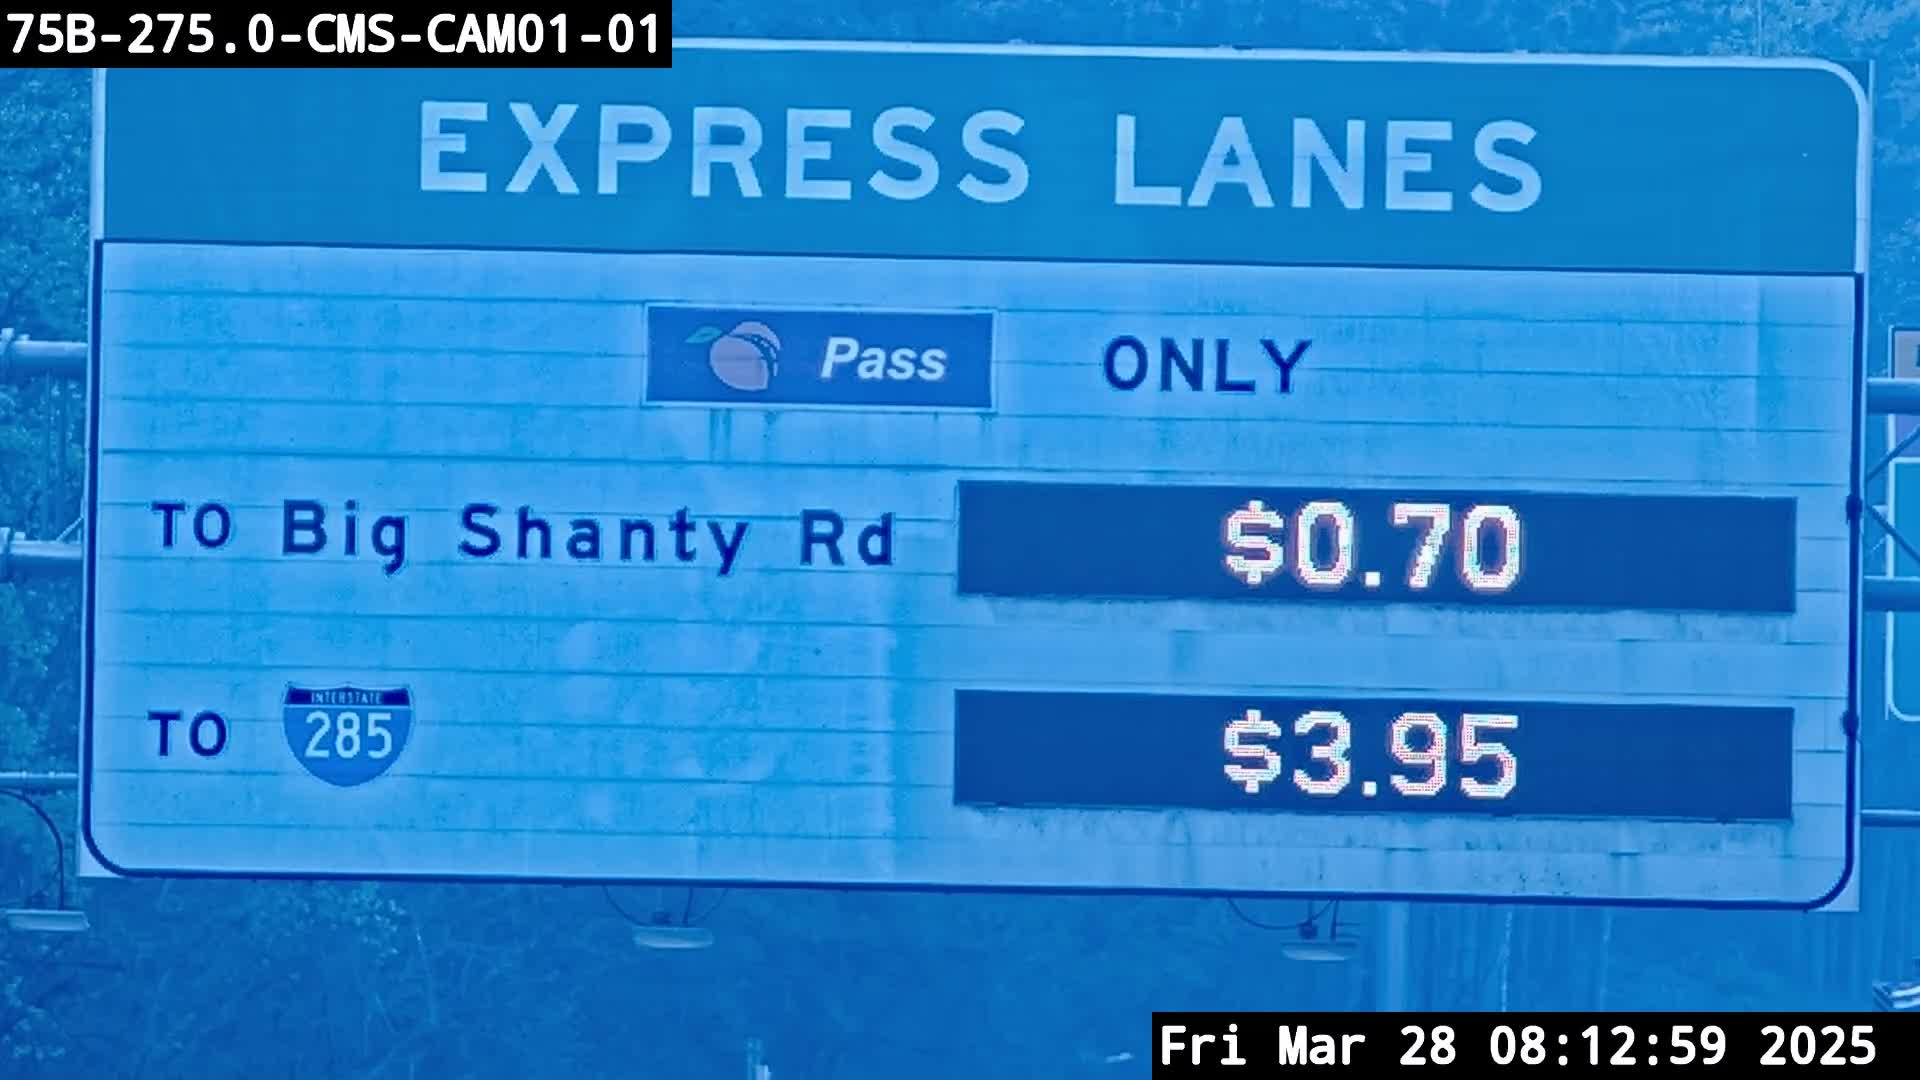 75B-275.0-CMS-CAM01-01
EXPRESS LANES
Pass ONLY
TO Big Shanty Rd $0.70
TO INTERSTATE 285 $3.95
Fri Mar 28 08:12:59 2025